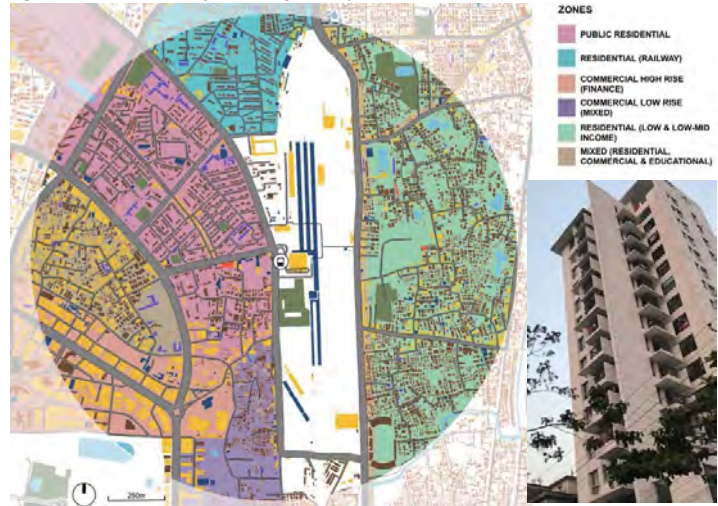 ZONES
PUBLIC RESIDENTIAL
RESIDENTIAL (RAILWAY)
COMMERCIAL HIGH RISE
(FINANCE)
COMMERCIAL LOW RISE
(MIXED)
RESIDENTIAL (LOW & LOW-MID
INCOME)
MIXED (RESIDENTIAL,
COMMERCIAL & EDUCATIONAL)
250m